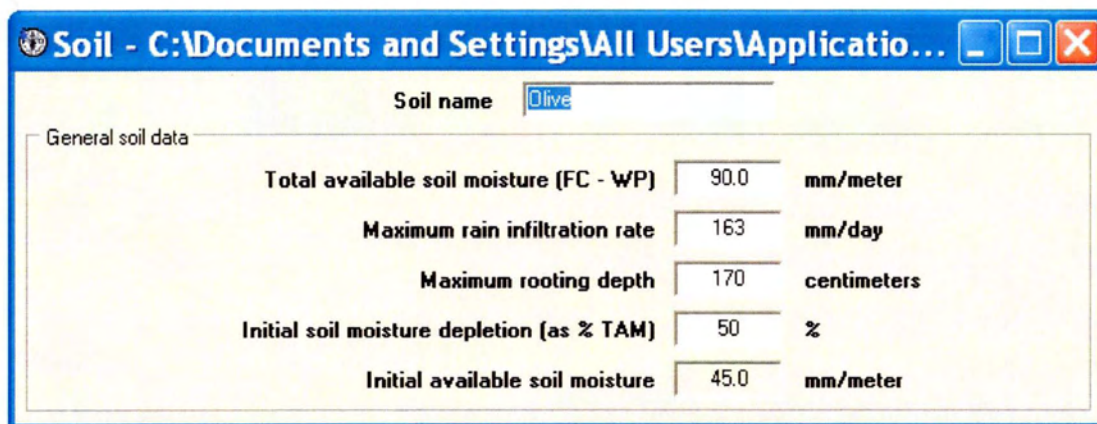 Soil - C:\Documents and Settings\All Users\Applicatio...
Soil name Olive
General soil data
Total available soil moisture (FC - WP) 90.0 mm/meter
Maximum rain infiltration rate 163 mm/day
Maximum rooting depth 170 centimeters
Initial soil moisture depletion (as % TAM) 50 %
Initial available soil moisture 45.0 mm/meter